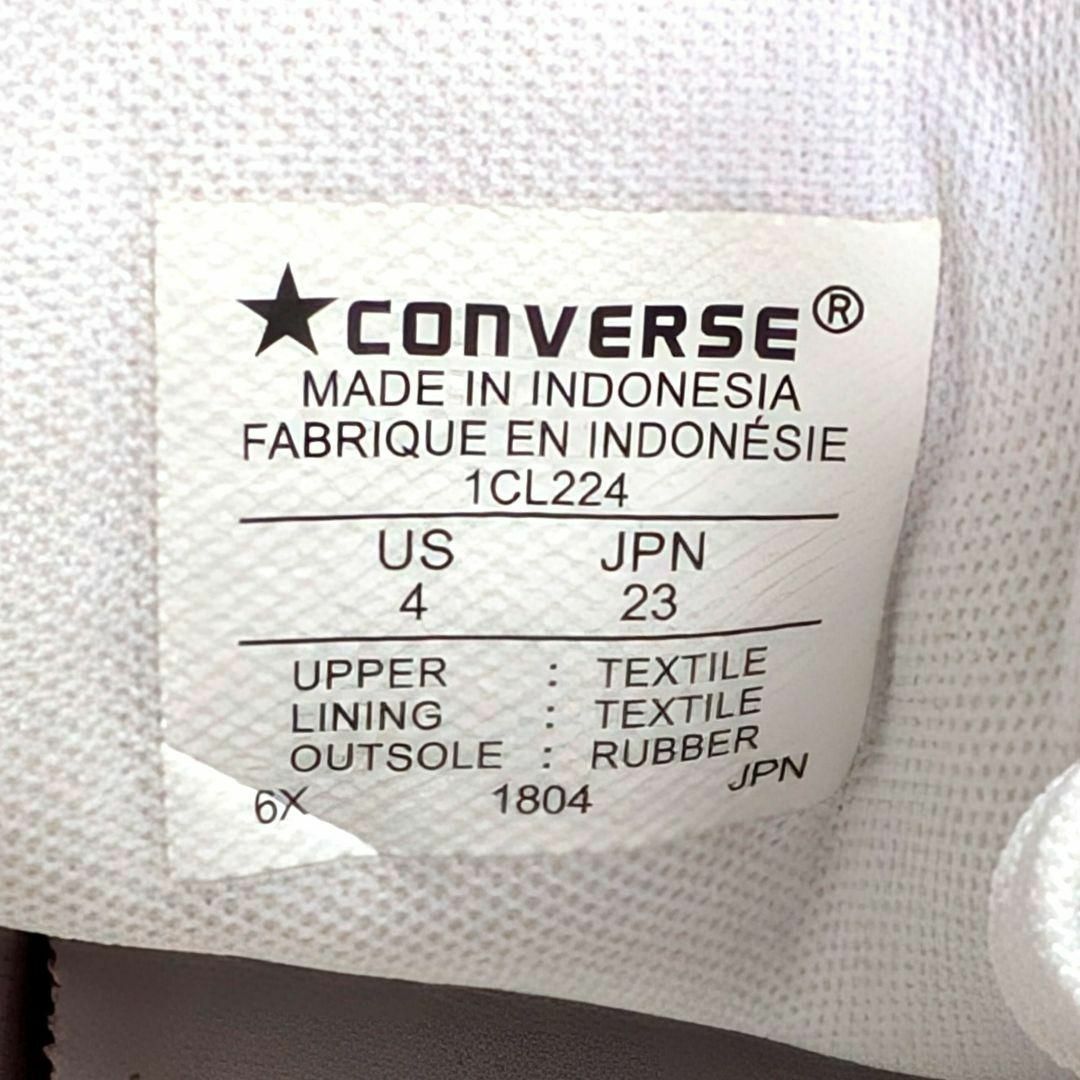 CONVERSE®
MADE IN INDONESIA
FABRIQUE EN INDONÉSIE
1CL224
US JPN
4 23
UPPER : TEXTILE
LINING : TEXTILE
OUTSOLE : RUBBER
6X 1804 JPN